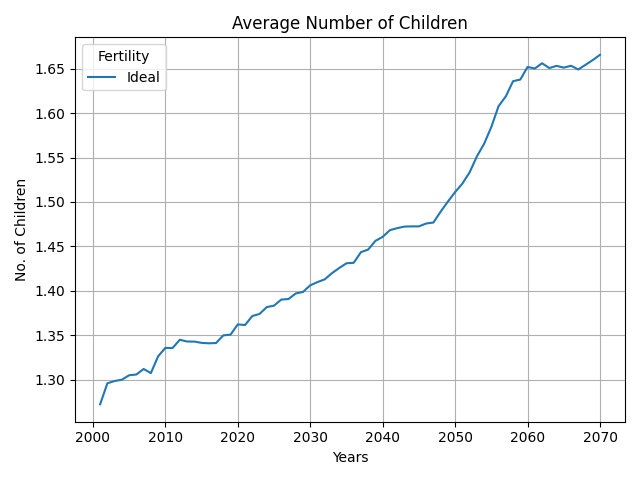 Average Number of Children
Fertility
Ideal
No. of Children
1.65
1.60
1.55
1.50
1.45
1.40
1.35
1.30
2000 2010 2020 2030 2040 2050 2060 2070
Years